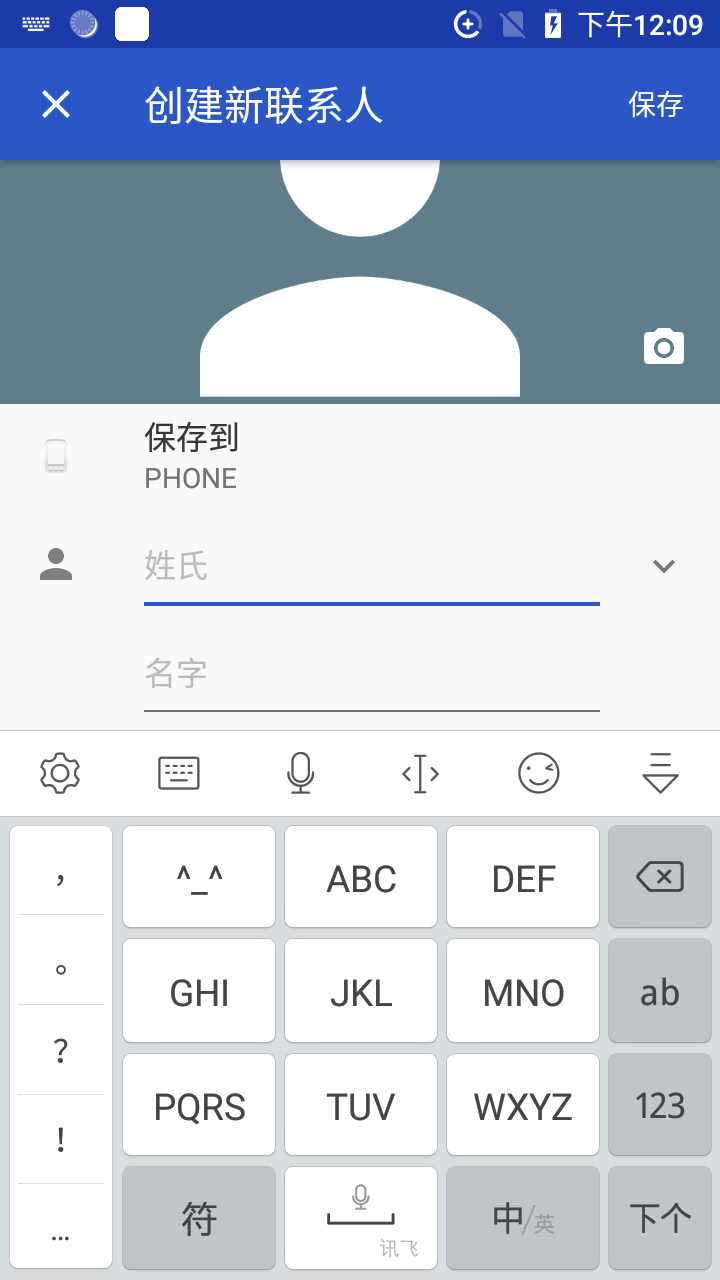 下午12:09
创建新联系人
保存
保存到
PHONE
姓氏
名字
, ^_^ ABC DEF
。 GHI JKL MNO ab
? PQRS TUV WXYZ 123
!
... 符 讯飞 中/英 下个